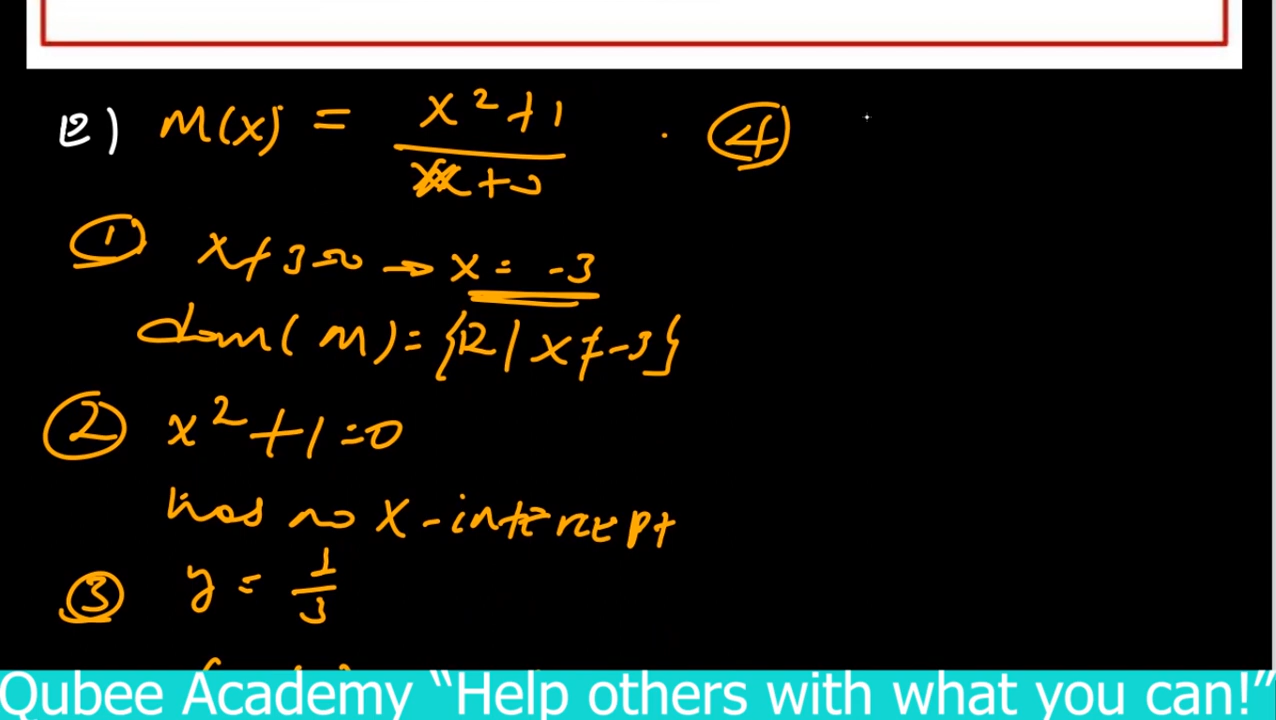 e) M(x) = x²+1 / x+3 . ④
① x+3=0 → x = -3
dom(M) = {R | x ≠ -3}
② x²+1=0
has no x-intercept
③ y = 1/3
Qubee Academy “Help others with what you can!”